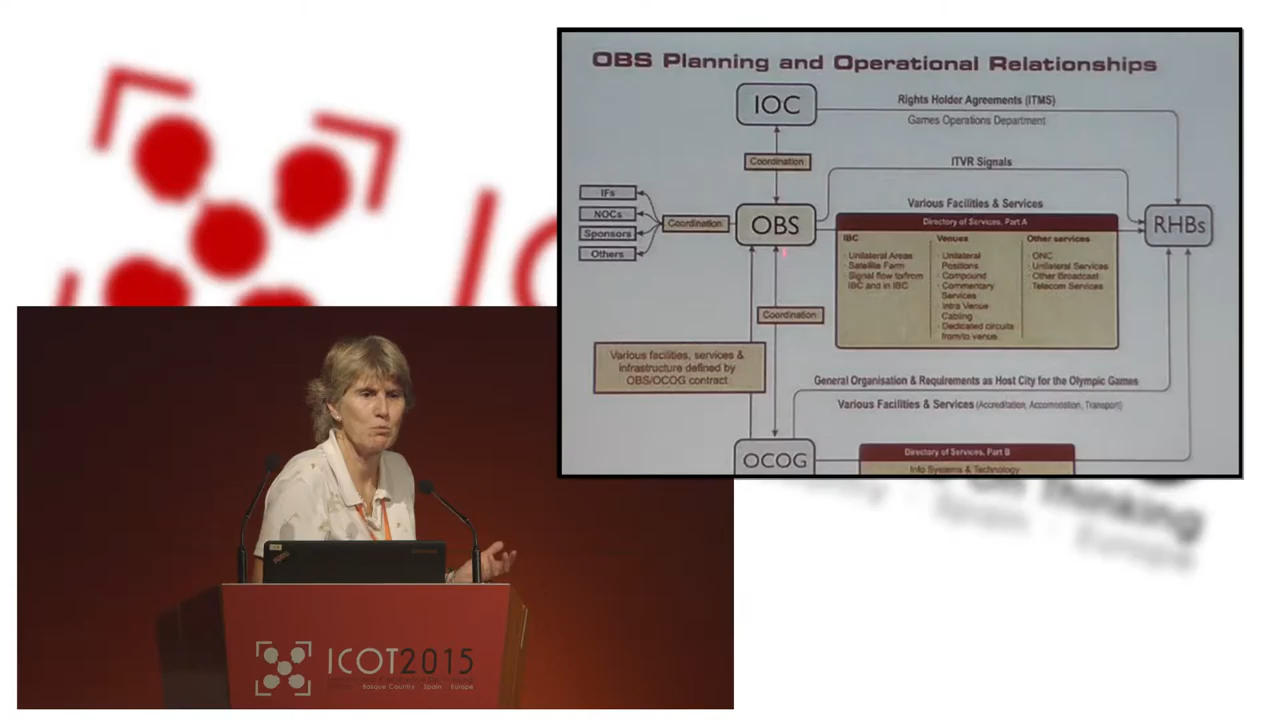 OBS Planning and Operational Relationships
IOC
Rights Holder Agreements (ITMS)
Games Operations Department
Coordination
ITVR Signals
IFs
NOCs
Sponsors
Others
Coordination
OBS
Various Facilities & Services
RHBs
Directory of Services, Part A
IBC
Unilateral Areas
Satellite Farm
Signal flow to/from
IBC and in IBC
Venues
Unilateral
Positions
Compound
Commentary
Services
Intra Venue
Cabling
Dedicated circuits
from/to venue
Other services
ONC
Unilateral Services
Other Broadcast
Telecom Services
Coordination
Various facilities, services &
infrastructure defined by
OBS/OCOG contract
General Organisation & Requirements as Host City for the Olympic Games
Various Facilities & Services (Accreditation, Accomodation, Transport)
OCOG
Directory of Services, Part B
Info Systems & Technology
Thinking
Spain · Europe
ICOT2015
Basque Country Spain Europe